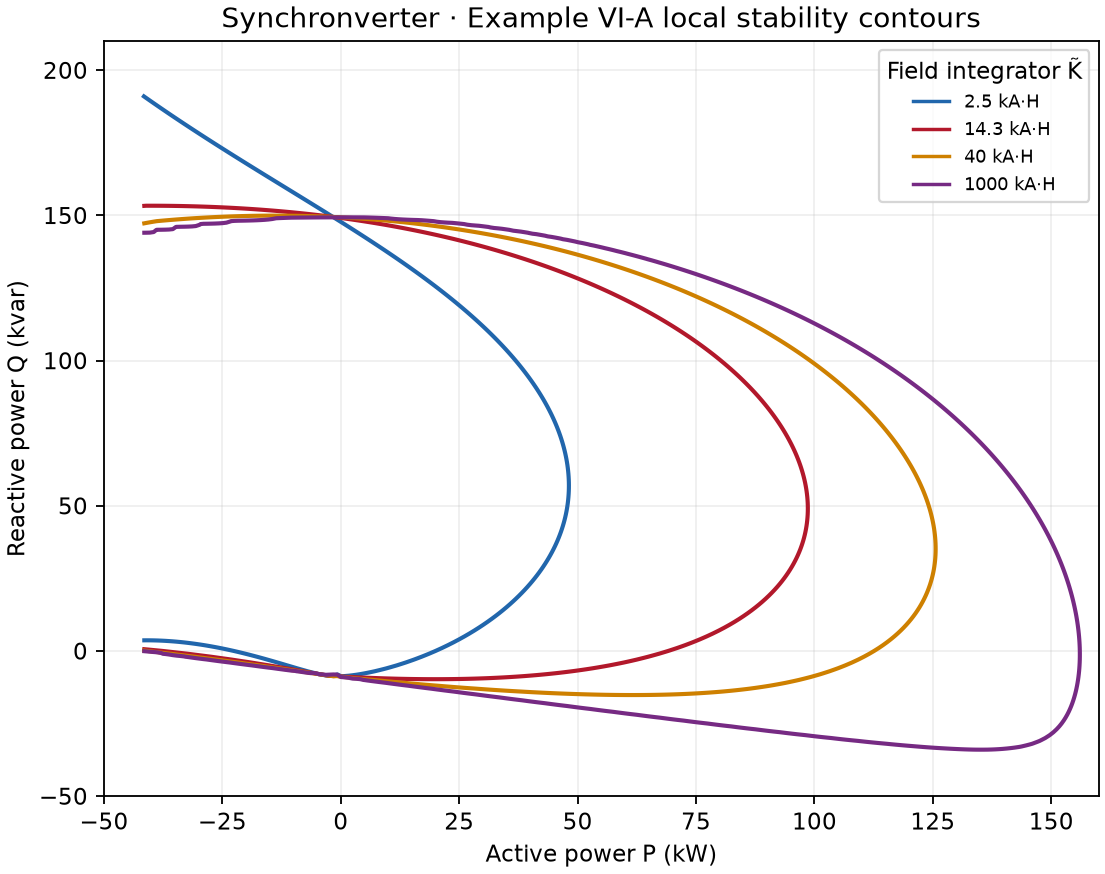 Synchronverter · Example VI-A local stability contours
Field integrator K̃
2.5 kA·H
14.3 kA·H
40 kA·H
1000 kA·H
Reactive power Q (kvar)
200
150
100
50
0
−50
−50
−25
0
25
50
75
100
125
150
Active power P (kW)